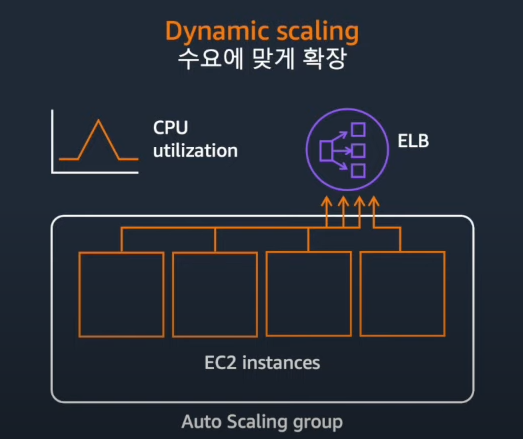 Dynamic scaling
수요에 맞게 확장
CPU
utilization
ELB
EC2 instances
Auto Scaling group